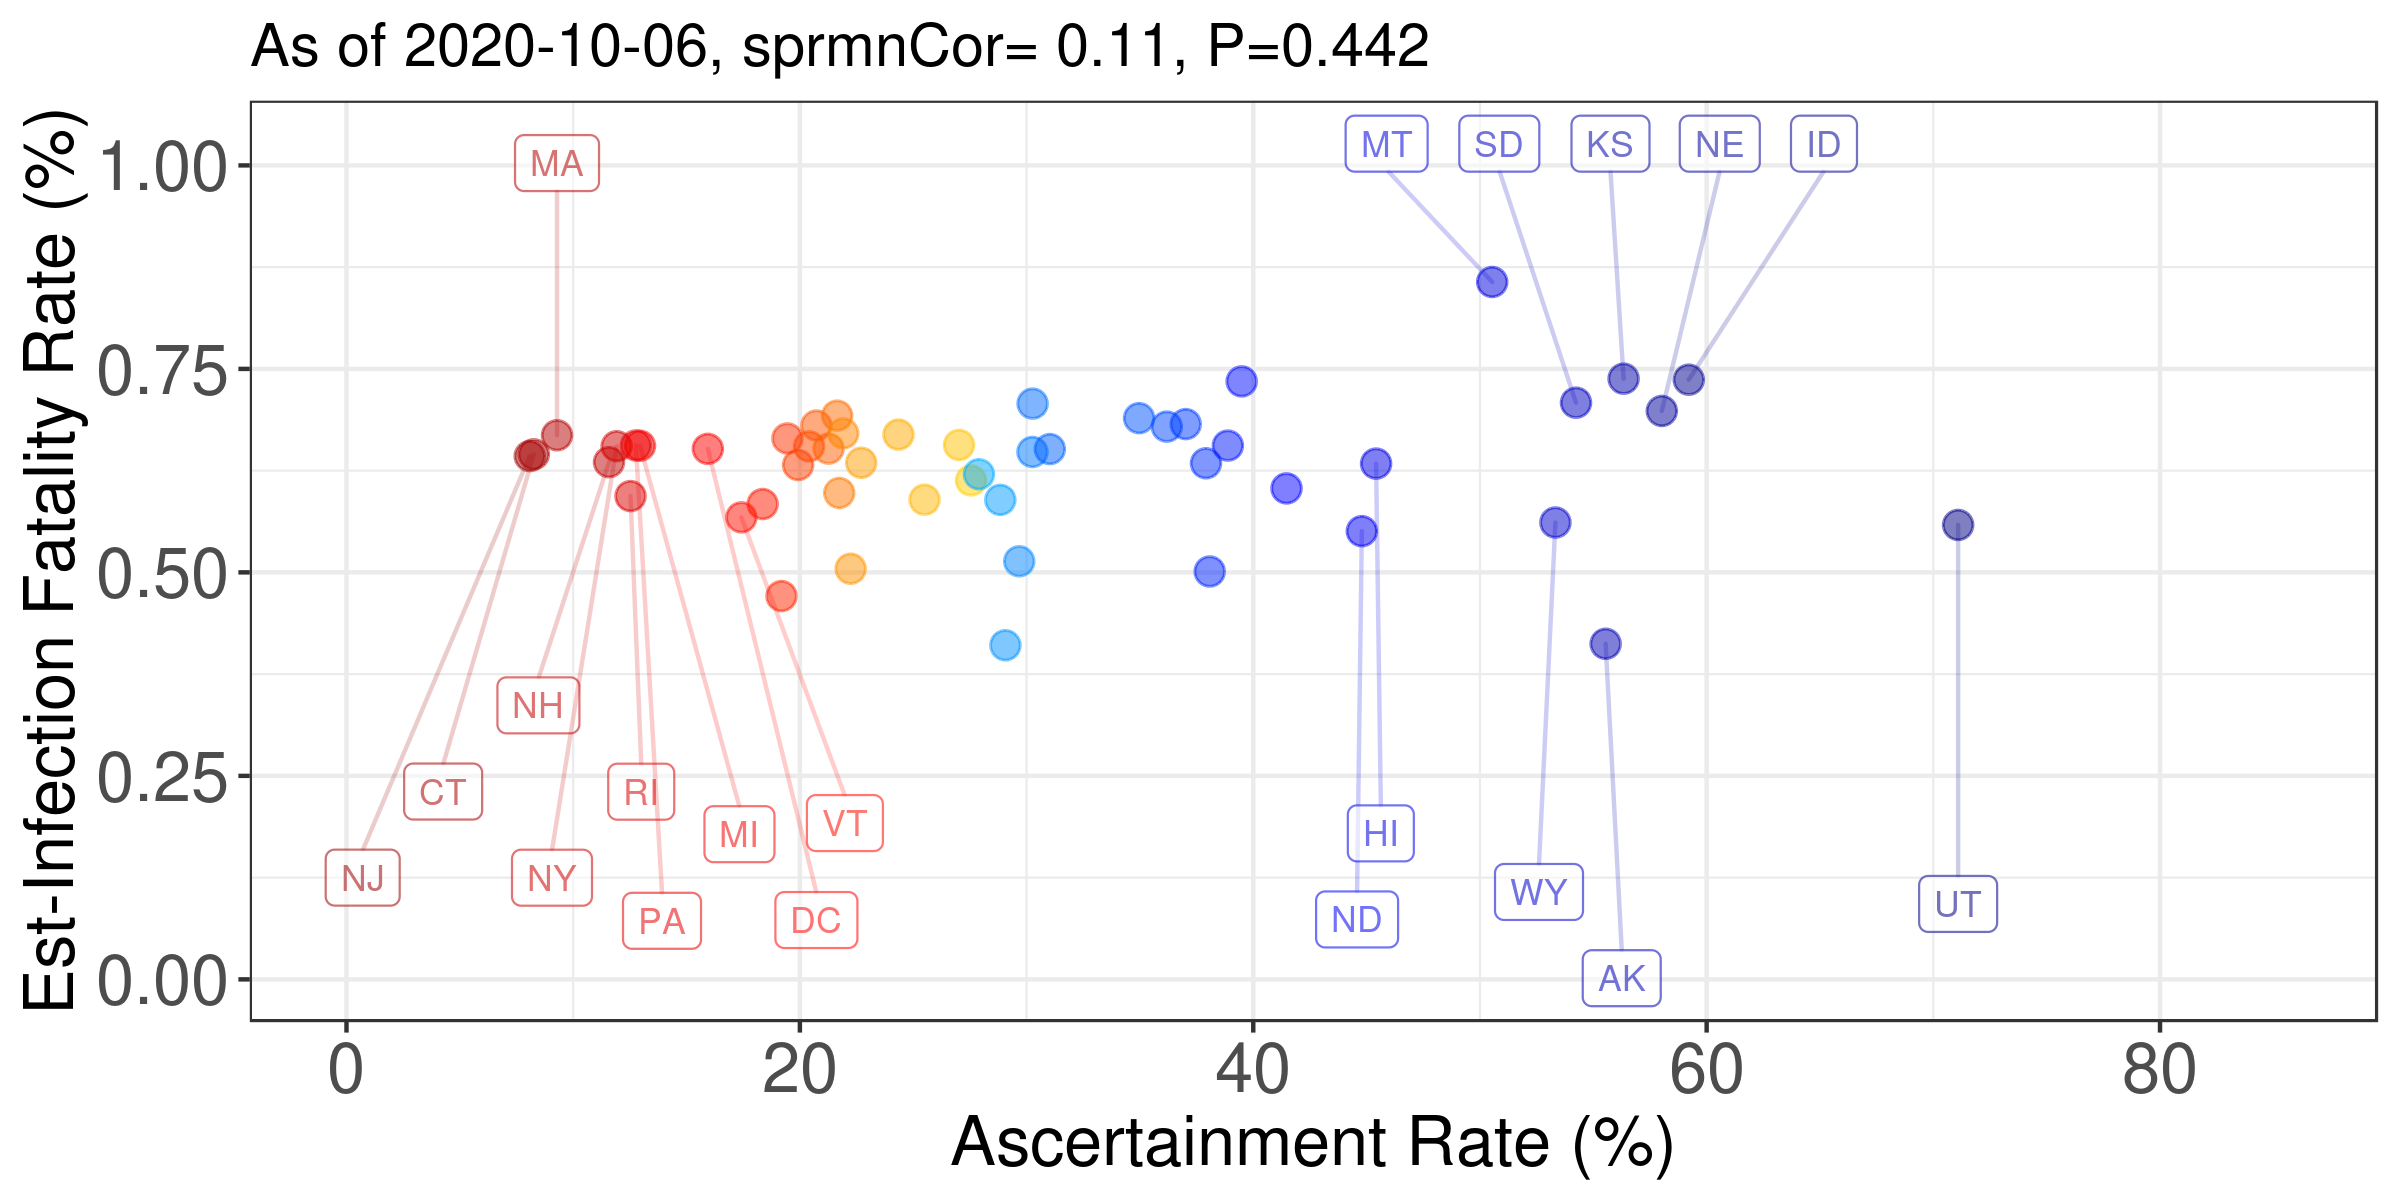 As of 2020-10-06, sprmnCor= 0.11, P=0.442
Est-Infection Fatality Rate (%)
1.00
0.75
0.50
0.25
0.00
MA
MT
SD
KS
NE
ID
NH
CT
RI
MI
VT
NJ
NY
PA
DC
HI
ND
WY
AK
UT
0
20
40
60
80
Ascertainment Rate (%)